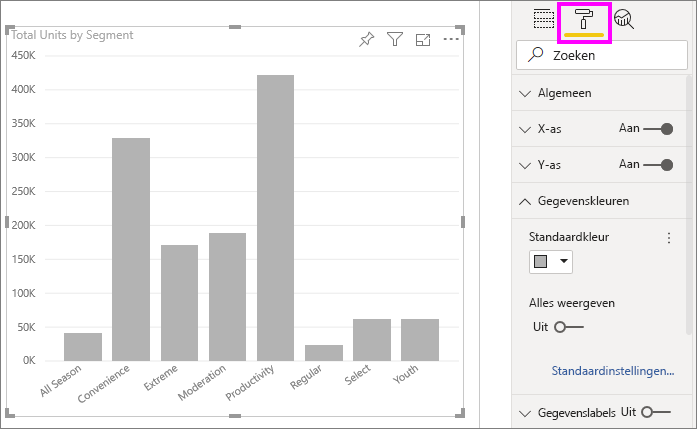 Total Units by Segment
450K
400K
350K
300K
250K
200K
150K
100K
50K
0K
All Season
Convenience
Extreme
Moderation
Productivity
Regular
Select
Youth
Zoeken
Algemeen
X-as Aan
Y-as Aan
Gegevenskleuren
Standaardkleur
Alles weergeven
Uit
Standaardinstellingen...
Gegevenslabels Uit